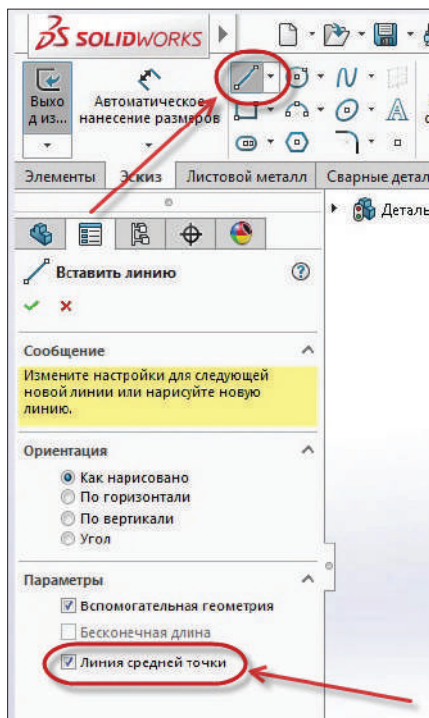 SOLIDWORKS
Выхо
д из...
Автоматическое
нанесение размеров
Элементы
Эскиз
Листовой металл
Сварные детал
Деталь
Вставить линию
Сообщение
Измените настройки для следующей
новой линии или нарисуйте новую
линию.
Ориентация
Как нарисовано
По горизонтали
По вертикали
Угол
Параметры
Вспомогательная геометрия
Бесконечная длина
Линия средней точки